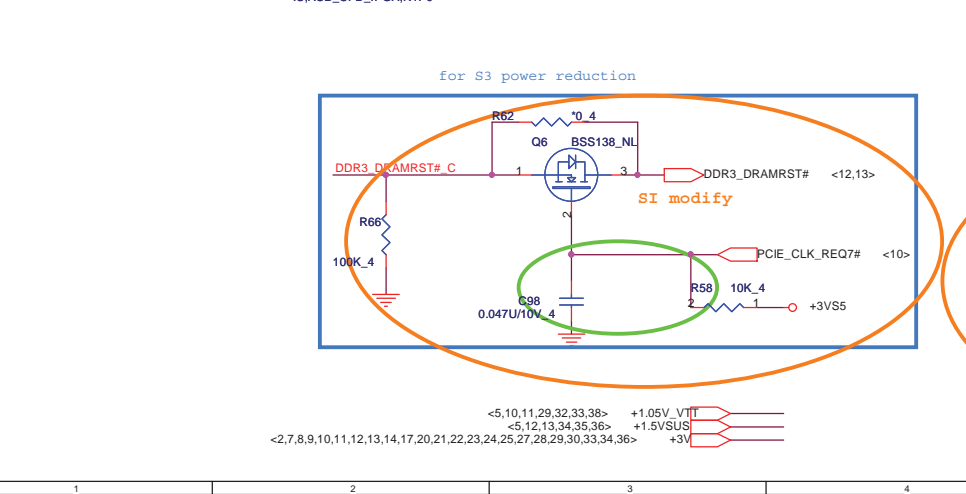 for S3 power reduction
R62 *0_4
Q6 BSS138_NL
DDR3_DRAMRST#_C 1 3 DDR3_DRAMRST# <12,13>
SI modify
2
R66
100K_4
PCIE_CLK_REQ7# <10>
C98
0.047U/10V_4
R58 10K_4
2 1 +3VS5
<5,10,11,29,32,33,38> +1.05V_VTT
<5,12,13,34,35,36> +1.5VSUS
<2,7,8,9,10,11,12,13,14,17,20,21,22,23,24,25,27,28,29,30,33,34,36> +3V
1 2 3 4